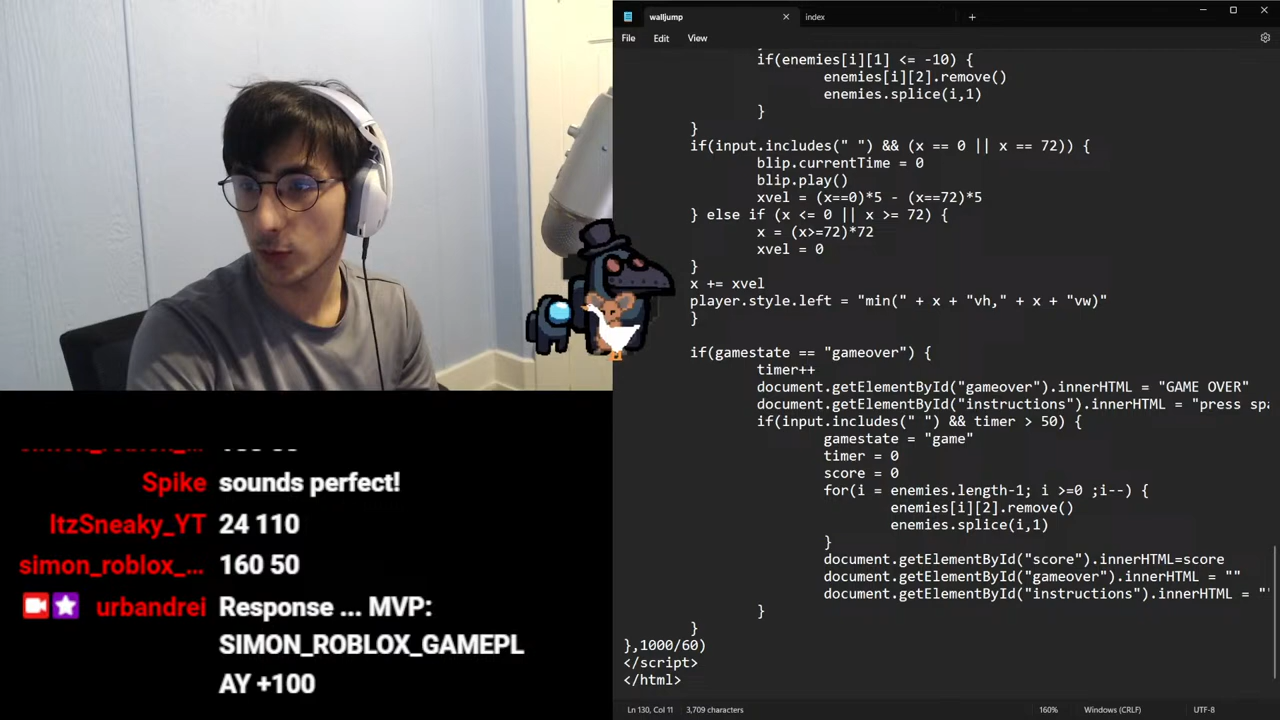 walljump
index
File
Edit
View
if(enemies[i][1] <= -10) {
enemies[i][2].remove()
enemies.splice(i,1)
}
}
if(input.includes(" ") && (x == 0 || x == 72)) {
blip.currentTime = 0
blip.play()
xvel = (x==0)*5 - (x==72)*5
} else if (x <= 0 || x >= 72) {
x = (x>=72)*72
xvel = 0
}
x += xvel
player.style.left = "min(" + x + "vh," + x + "vw)"
}
if(gamestate == "gameover") {
timer++
document.getElementById("gameover").innerHTML = "GAME OVER"
document.getElementById("instructions").innerHTML = "press spa
if(input.includes(" ") && timer > 50) {
gamestate = "game"
timer = 0
score = 0
for(i = enemies.length-1; i >=0 ;i--) {
enemies[i][2].remove()
enemies.splice(i,1)
}
document.getElementById("score").innerHTML=score
document.getElementById("gameover").innerHTML = ""
document.getElementById("instructions").innerHTML = "
}
}
},1000/60)
</script>
</html>
Ln 130, Col 11
3,709 characters
160%
Windows (CRLF)
UTF-8
Spike sounds perfect!
ItzSneaky_YT 24 110
simon_roblox_... 160 50
urbandrei Response ... MVP:
SIMON_ROBLOX_GAMEPL
AY +100